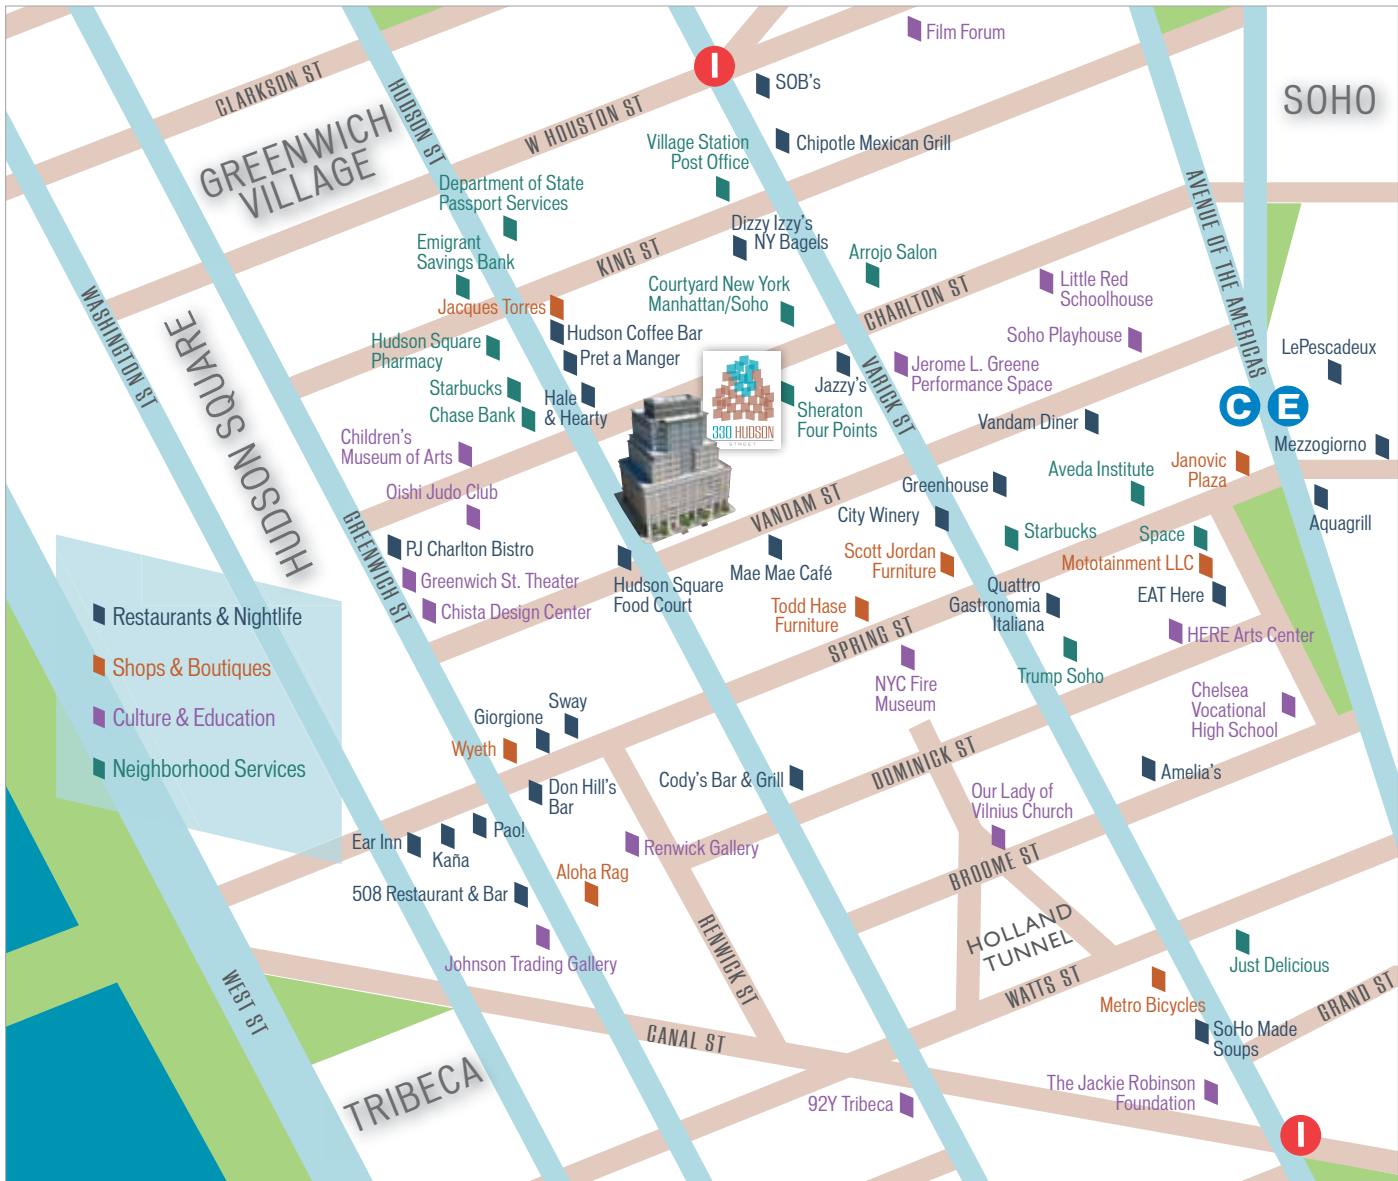 Film Forum
I
SOB's
SOHO
CLARKSON ST
HUDSON ST
W HOUSTON ST
GREENWICH
VILLAGE
Village Station
Post Office
Chipotle Mexican Grill
Department of State
Passport Services
Dizzy Izzy's
NY Bagels
AVENUE OF THE AMERICAS
Emigrant
Savings Bank
KING ST
Arrojo Salon
Courtyard New York
Manhattan/Soho
Little Red
Schoolhouse
CHARLTON ST
WASHINGTON ST
HUDSON SQUARE
Jacques Torres
Hudson Coffee Bar
Soho Playhouse
Hudson Square
Pharmacy
Pret a Manger
LePescadeux
Jerome L. Greene
Performance Space
Jazzy's
VARICK ST
Starbucks
Hale
& Hearty
Chase Bank
330 HUDSON
STREET
Sheraton
Four Points
C
E
Vandam Diner
Children's
Museum of Arts
Mezzogiorno
Janovic
Plaza
Aveda Institute
Oishi Judo Club
Greenhouse
VANDAM ST
City Winery
Aquagrill
GREENWICH ST
Starbucks
Space
PJ Charlton Bistro
Scott Jordan
Furniture
Mototainment LLC
Mae Mae Café
Greenwich St. Theater
Hudson Square
Food Court
Quattro
Gastronomia
Italiana
EAT Here
Chista Design Center
Todd Hase
Furniture
SPRING ST
HERE Arts Center
Restaurants & Nightlife
Shops & Boutiques
Culture & Education
Neighborhood Services
Trump Soho
NYC Fire
Museum
Chelsea
Vocational
High School
Sway
Giorgione
Wyeth
DOMINICK ST
Cody's Bar & Grill
Amelia's
Don Hill's
Bar
Our Lady of
Vilnius Church
Pao!
Ear Inn
Kaña
Renwick Gallery
BROOME ST
Aloha Rag
508 Restaurant & Bar
HOLLAND
TUNNEL
RENWICK ST
Johnson Trading Gallery
Just Delicious
WEST ST
WATTS ST
Metro Bicycles
GRAND ST
CANAL ST
SoHo Made
Soups
TRIBECA
The Jackie Robinson
Foundation
92Y Tribeca
I